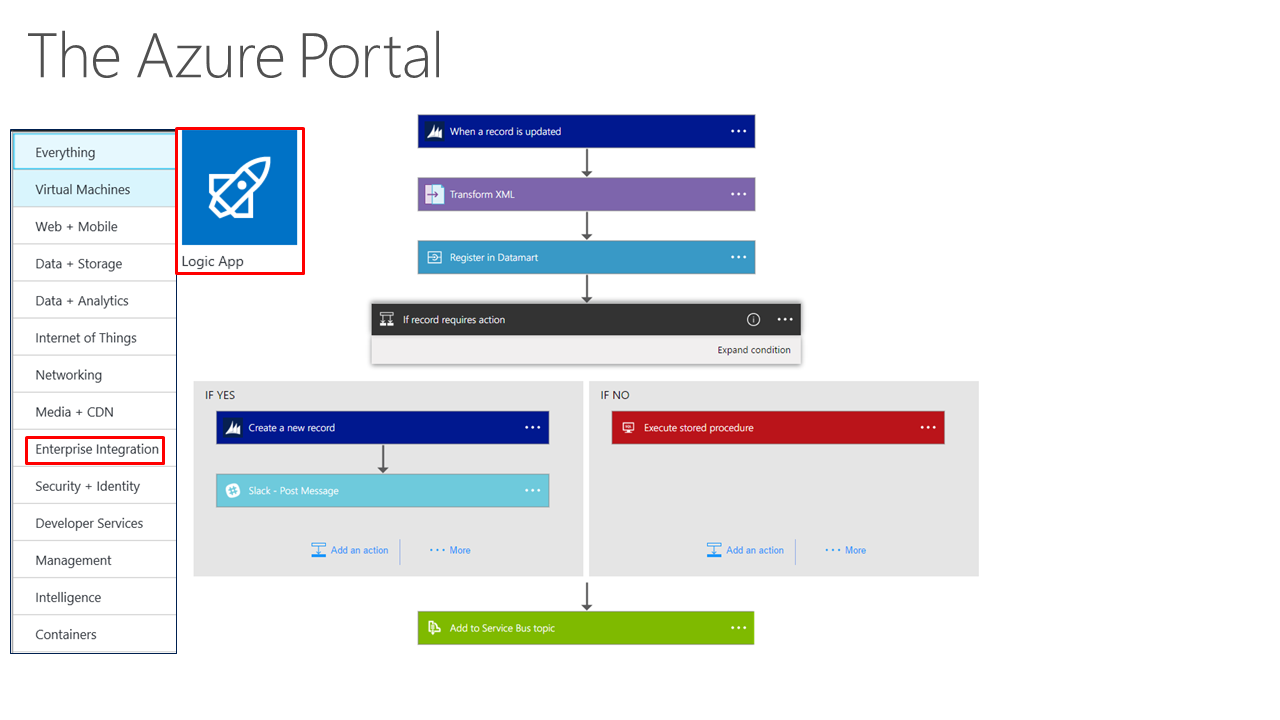 The Azure Portal
Everything
Virtual Machines
Web + Mobile
Data + Storage
Data + Analytics
Internet of Things
Networking
Media + CDN
Enterprise Integration
Security + Identity
Developer Services
Management
Intelligence
Containers
Logic App
When a record is updated
Transform XML
Register in Datamart
If record requires action
Expand condition
IF YES
Create a new record
Slack - Post Message
Add an action
More
IF NO
Execute stored procedure
Add an action
More
Add to Service Bus topic